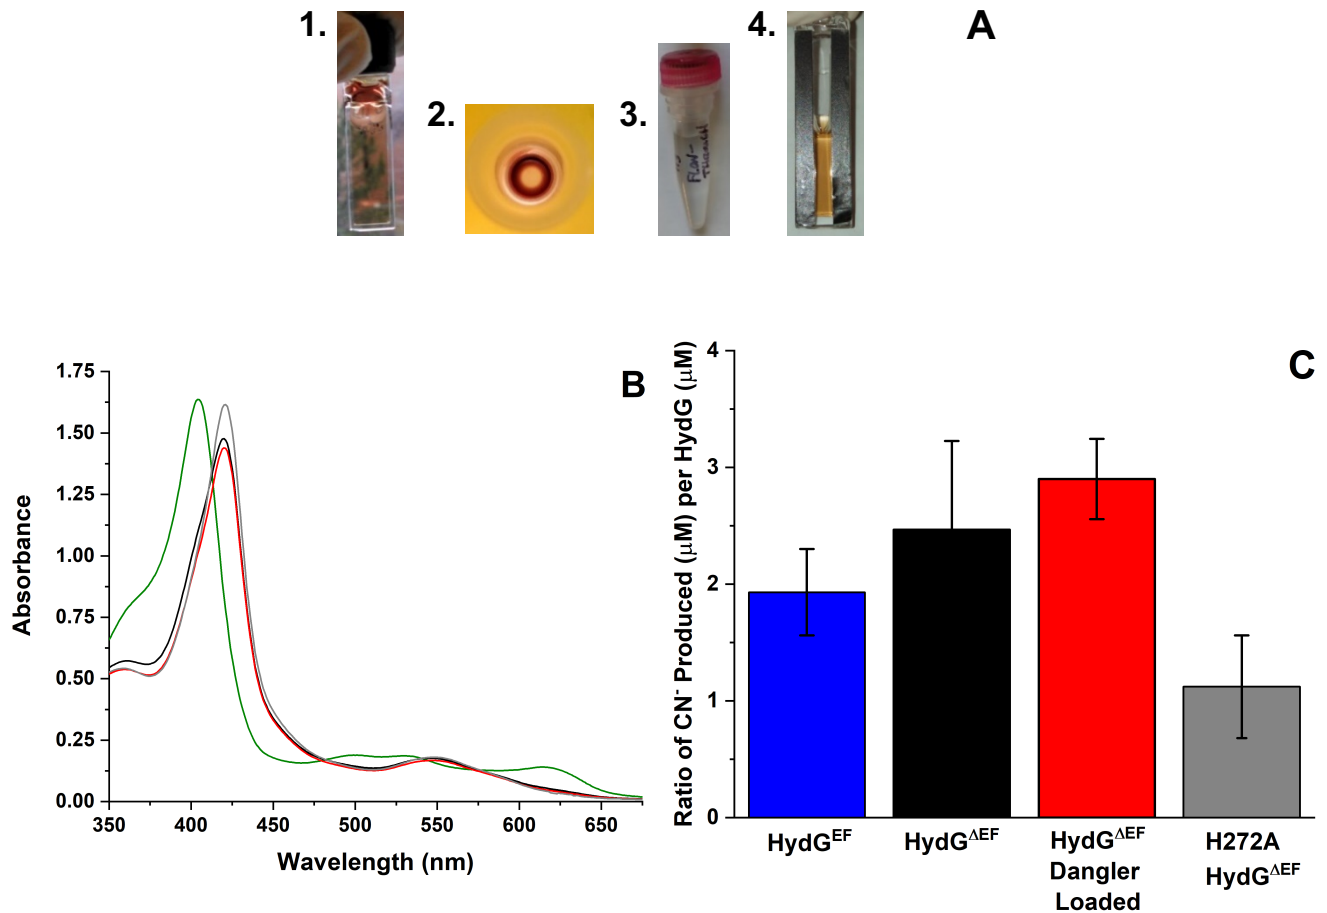 1.
2.
3.
4.
A
Flow-
Through
B
1.75
1.50
1.25
1.00
0.75
0.50
0.25
0.00
350
400
450
500
550
600
650
Absorbance
Wavelength (nm)
C
4
3
2
1
0
Ratio of CN⁻ Produced (μM) per HydG (μM)
HydG^EF
HydG^ΔEF
HydG^ΔEF
Dangler
Loaded
H272A
HydG^ΔEF